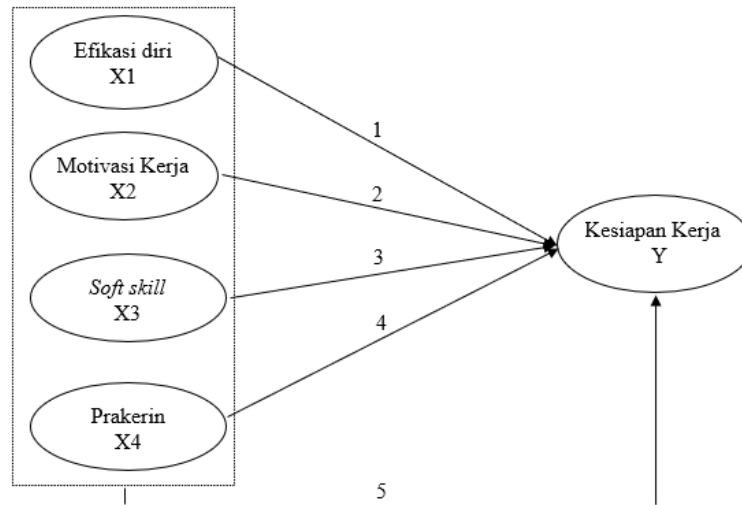 Efikasi diri
X1
1
Motivasi Kerja
X2
2
Kesiapan Kerja
Y
3
Soft skill
X3
4
Prakerin
X4
5